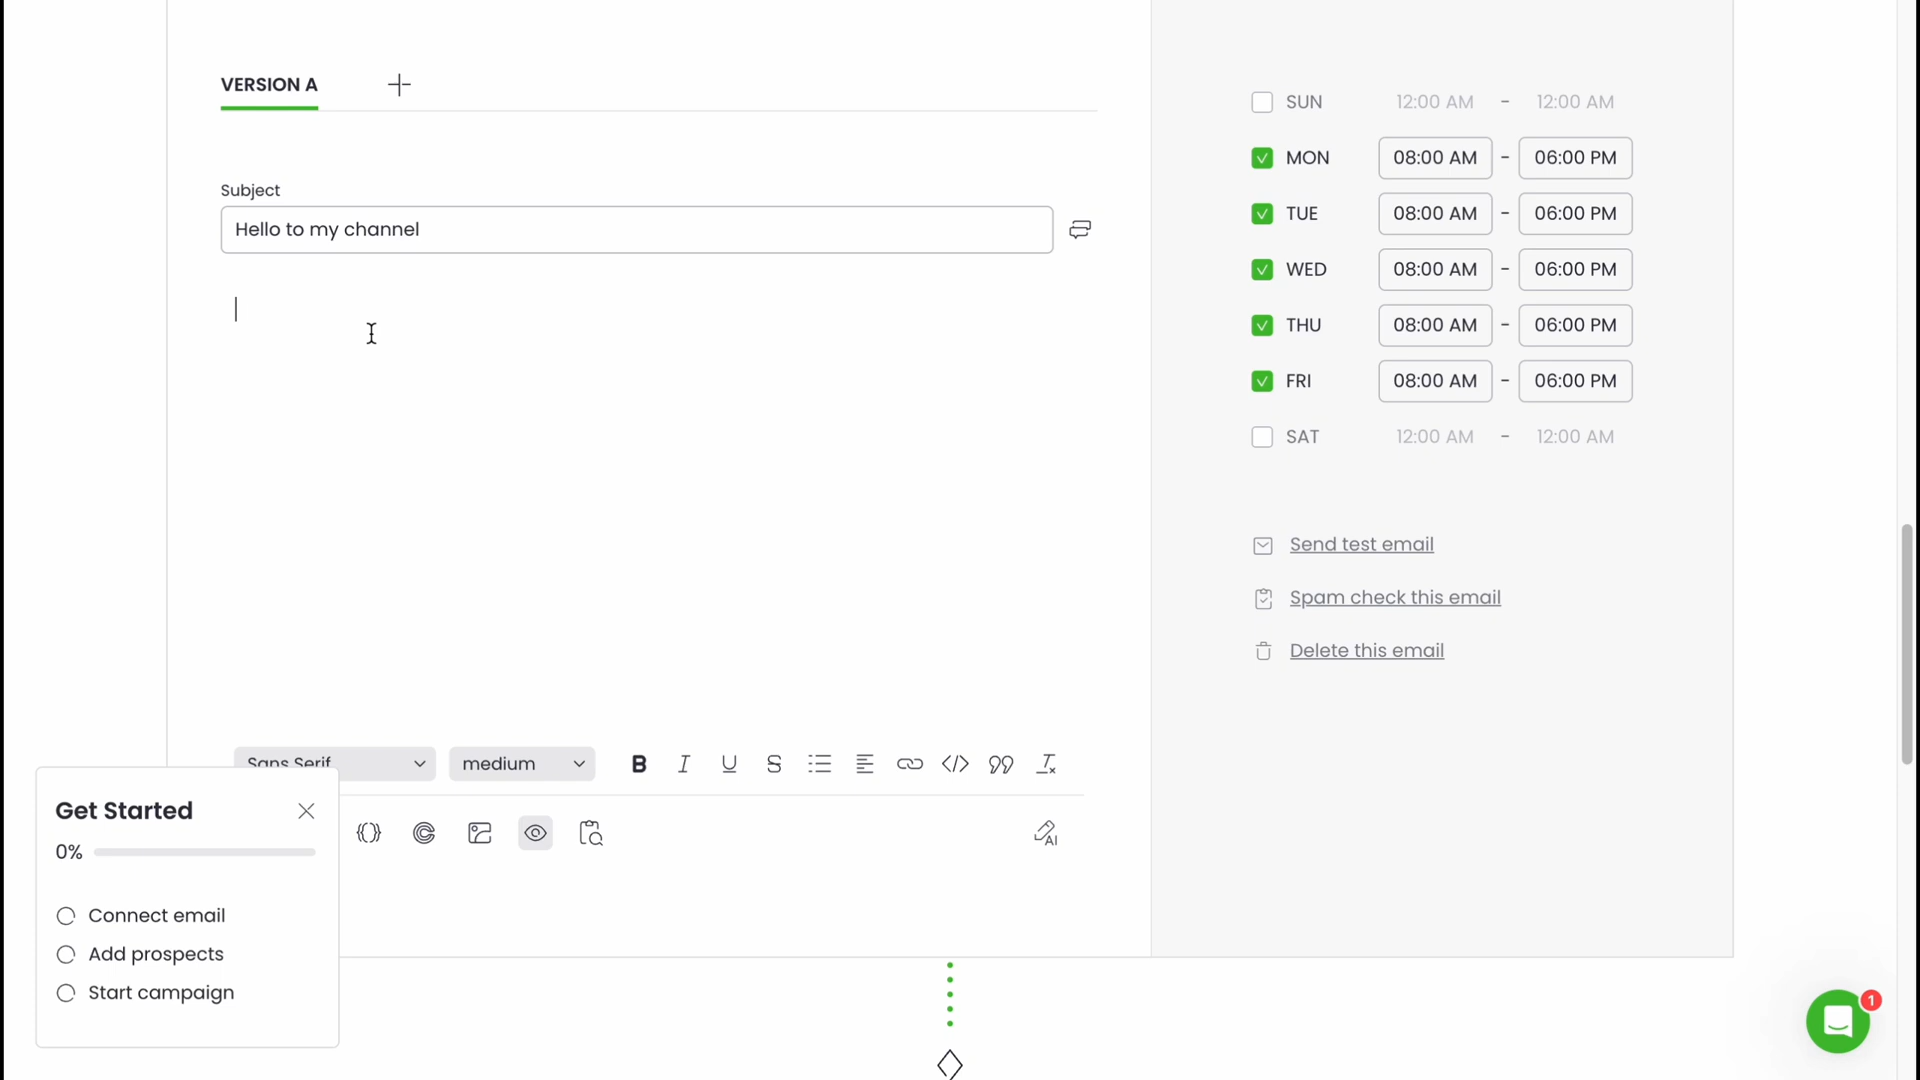 VERSION A
Subject
Hello to my channel
SUN 12:00 AM - 12:00 AM
MON 08:00 AM - 06:00 PM
TUE 08:00 AM - 06:00 PM
WED 08:00 AM - 06:00 PM
THU 08:00 AM - 06:00 PM
FRI 08:00 AM - 06:00 PM
SAT 12:00 AM - 12:00 AM
Send test email
Spam check this email
Delete this email
Sans Serif medium B I U S
AI
Get Started
0%
Connect email
Add prospects
Start campaign
1